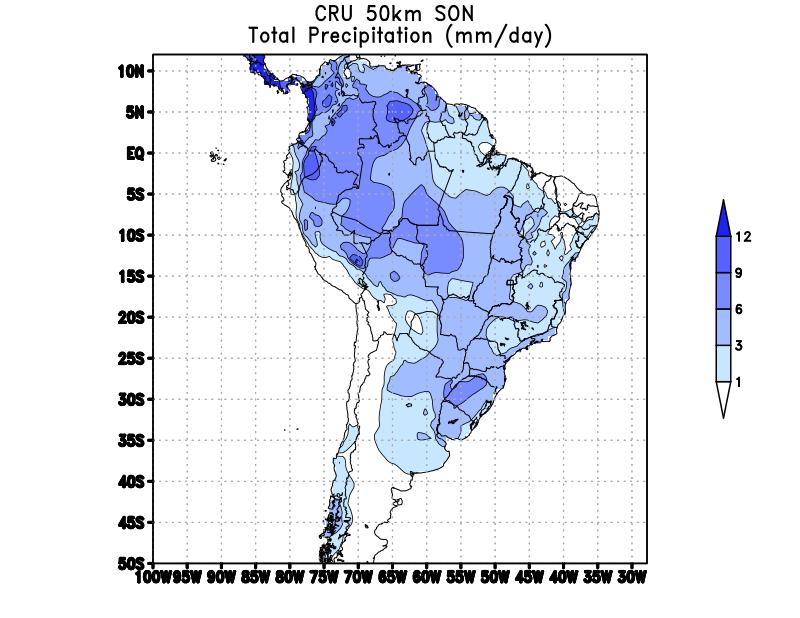 CRU 50km SON
Total Precipitation (mm/day)
10N
5N
EQ
5S
10S
15S
20S
25S
30S
35S
40S
45S
50S
100W 95W 90W 85W 80W 75W 70W 65W 60W 55W 50W 45W 40W 35W 30W
12
9
6
3
1